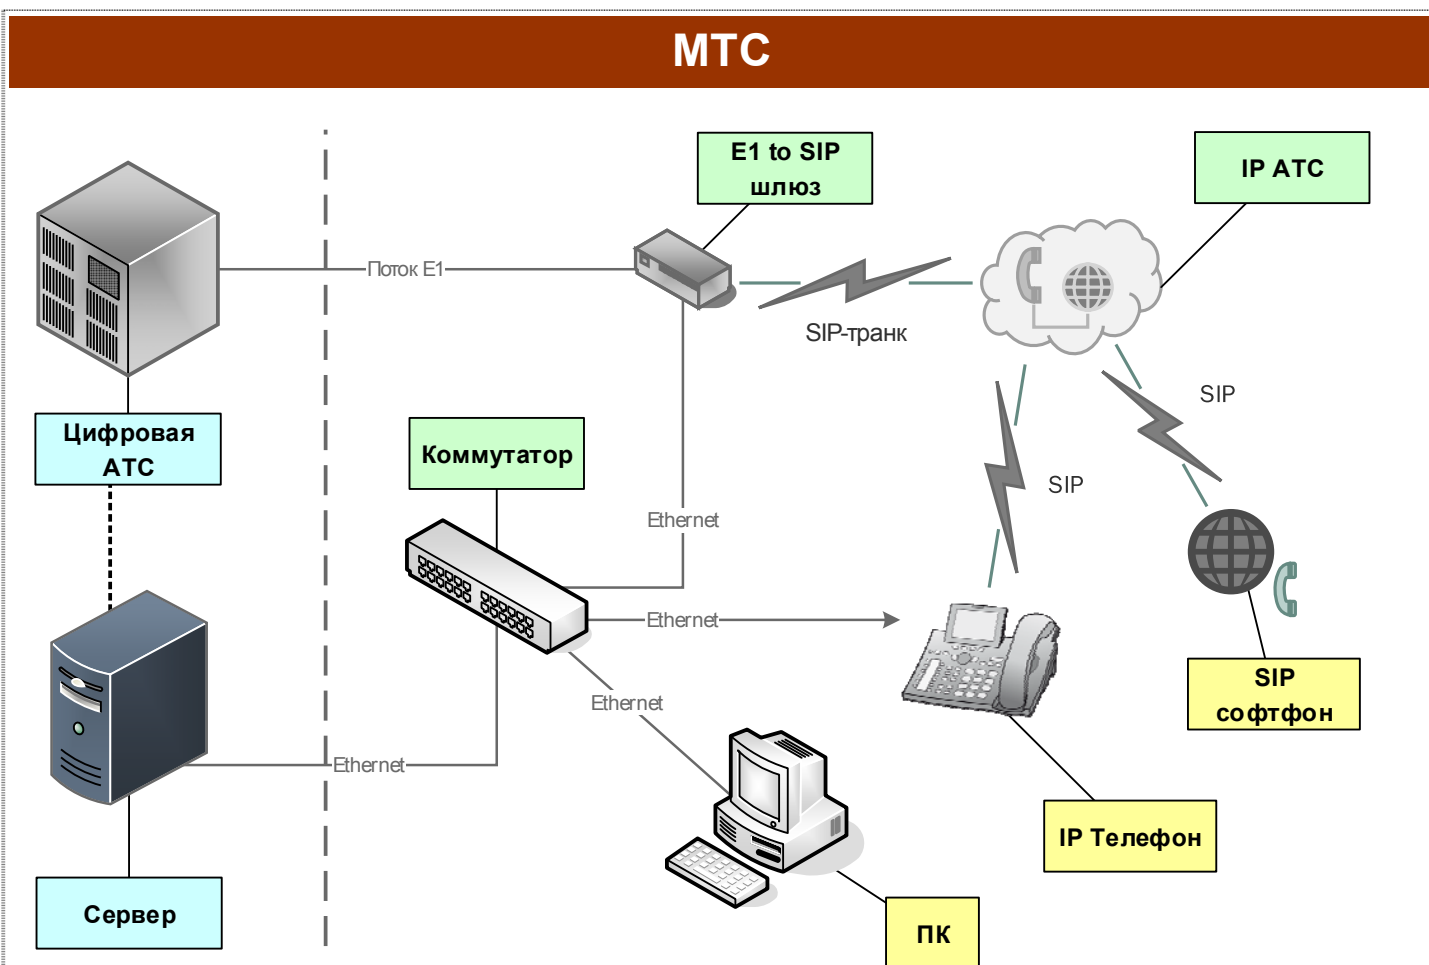 МТС
E1 to SIP
шлюз
IP АТС
Поток E1
SIP-транк
Цифровая
АТС
Коммутатор
SIP
SIP
Ethernet
Ethernet
Ethernet
SIP
софтфон
Ethernet
IP Телефон
Сервер
ПК